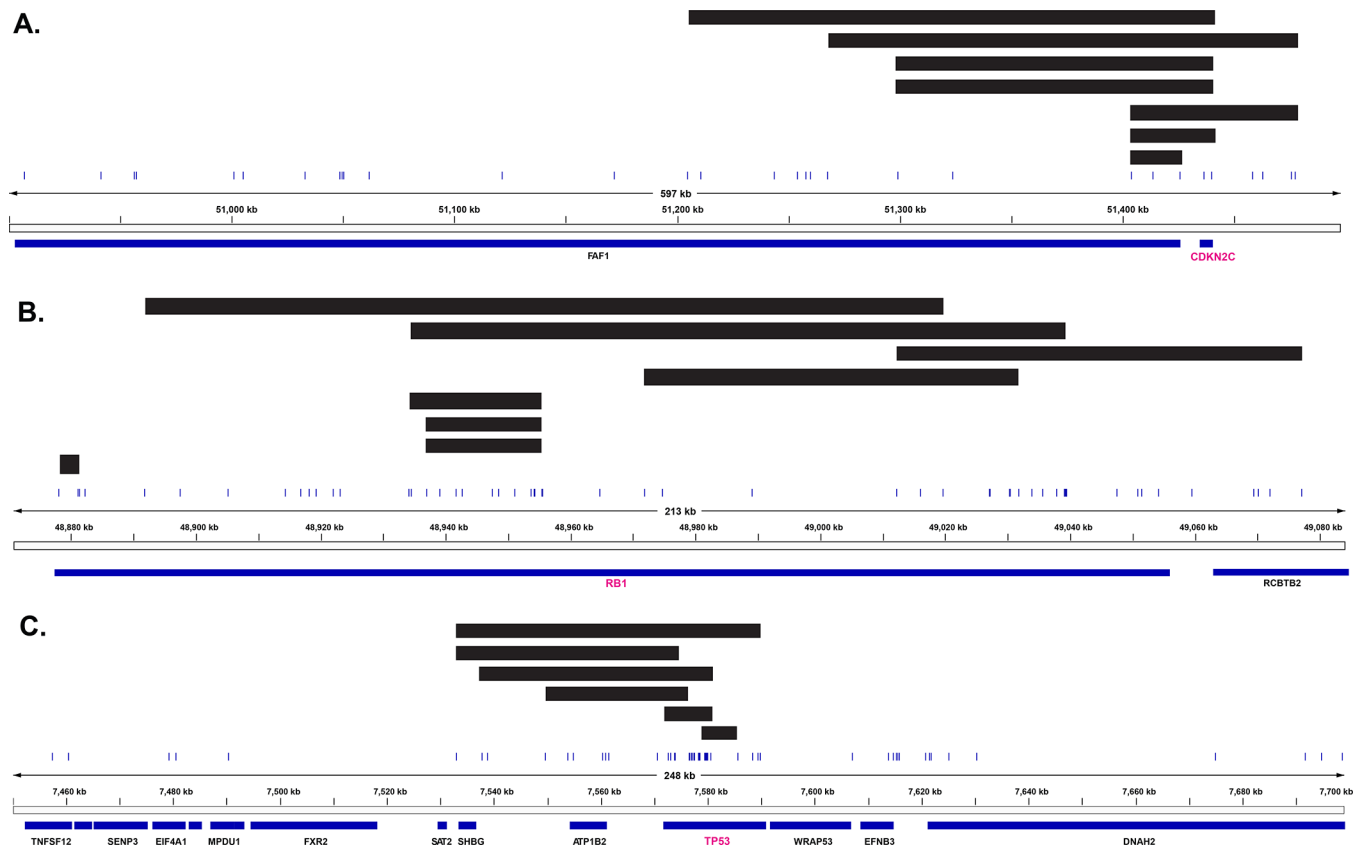 A.
597 kb
51,000 kb 51,100 kb 51,200 kb 51,300 kb 51,400 kb
FAF1 CDKN2C
B.
213 kb
48,880 kb 48,900 kb 48,920 kb 48,940 kb 48,960 kb 48,980 kb 49,000 kb 49,020 kb 49,040 kb 49,060 kb 49,080 kb
RB1 RCBTB2
C.
248 kb
7,460 kb 7,480 kb 7,500 kb 7,520 kb 7,540 kb 7,560 kb 7,580 kb 7,600 kb 7,620 kb 7,640 kb 7,660 kb 7,680 kb 7,700 kb
TNFSF12 SENP3 EIF4A1 MPDU1 FXR2 SAT2 SHBG ATP1B2 TP53 WRAP53 EFNB3 DNAH2